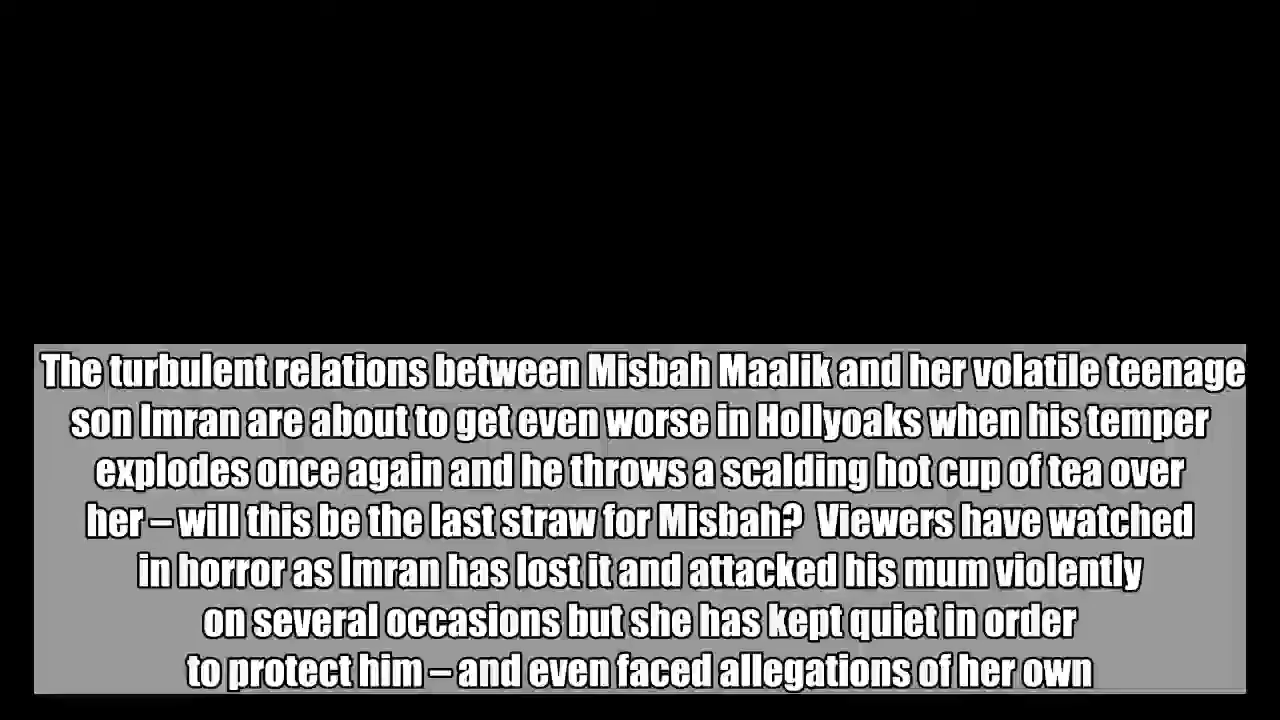 The turbulent relations between Misbah Maalik and her volatile teenage
son Imran are about to get even worse in Hollyoaks when his temper
explodes once again and he throws a scalding hot cup of tea over
her – will this be the last straw for Misbah?  Viewers have watched
in horror as Imran has lost it and attacked his mum violently
on several occasions but she has kept quiet in order
to protect him – and even faced allegations of her own